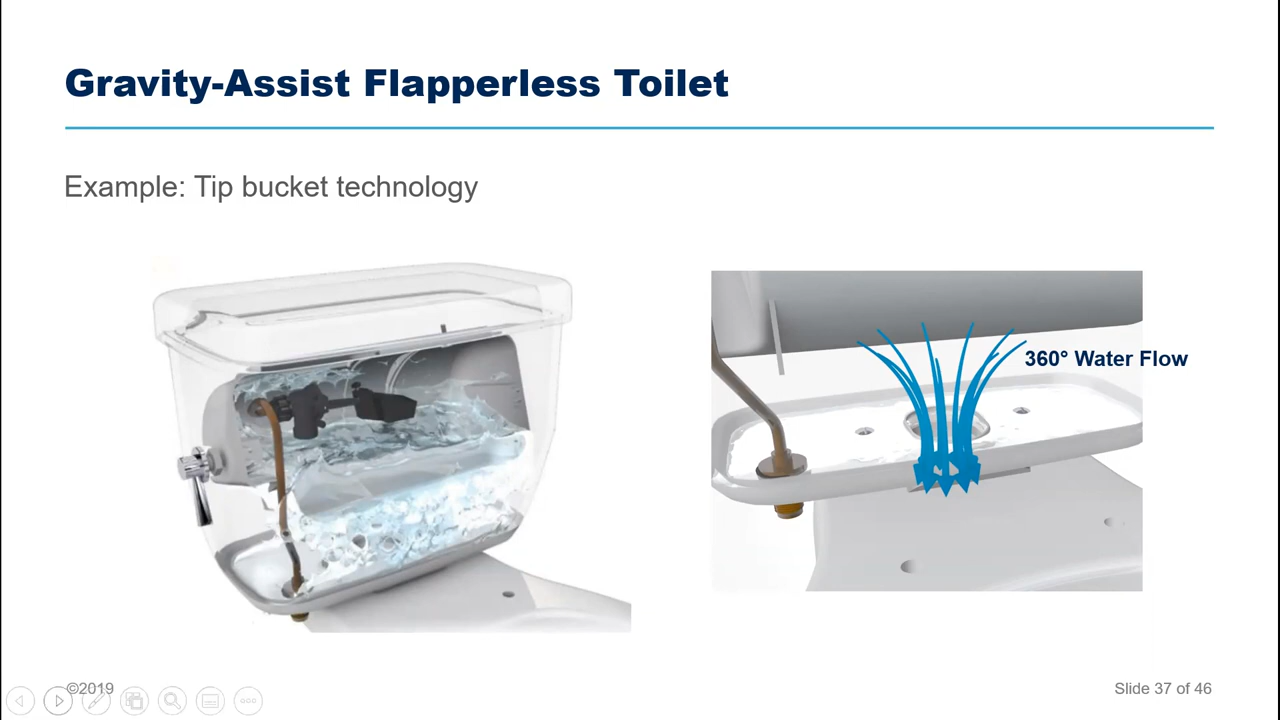 Gravity-Assist Flapperless Toilet
Example: Tip bucket technology
360° Water Flow
©2019
Slide 37 of 46